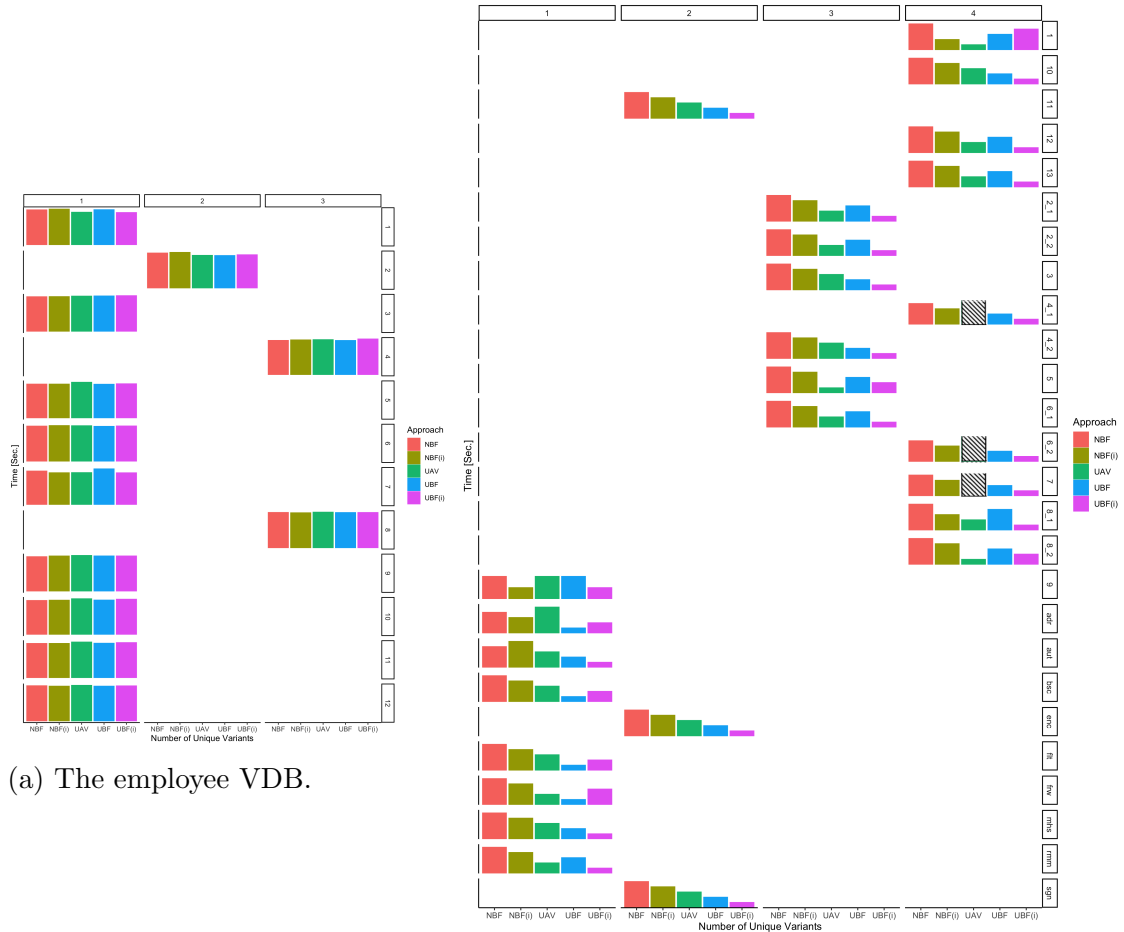 1 2 3
1
2
3
4
5
6
7
8
9
10
11
12
Time [Sec.]
NBF NBF(i) UAV UBF UBF(i) NBF NBF(i) UAV UBF UBF(i) NBF NBF(i) UAV UBF UBF(i)
Number of Unique Variants
Approach
NBF
NBF(i)
UAV
UBF
UBF(i)
(a) The employee VDB.
1 2 3 4
1
10
11
12
13
2_1
2_2
3
4_1
4_2
5
6_1
6_2
7
8_1
8_2
9
adr
aut
bsc
enc
flt
frw
mhs
rmm
sgn
Time [Sec.]
NBF NBF(i) UAV UBF UBF(i) NBF NBF(i) UAV UBF UBF(i) NBF NBF(i) UAV UBF UBF(i) NBF NBF(i) UAV UBF UBF(i)
Number of Unique Variants
Approach
NBF
NBF(i)
UAV
UBF
UBF(i)